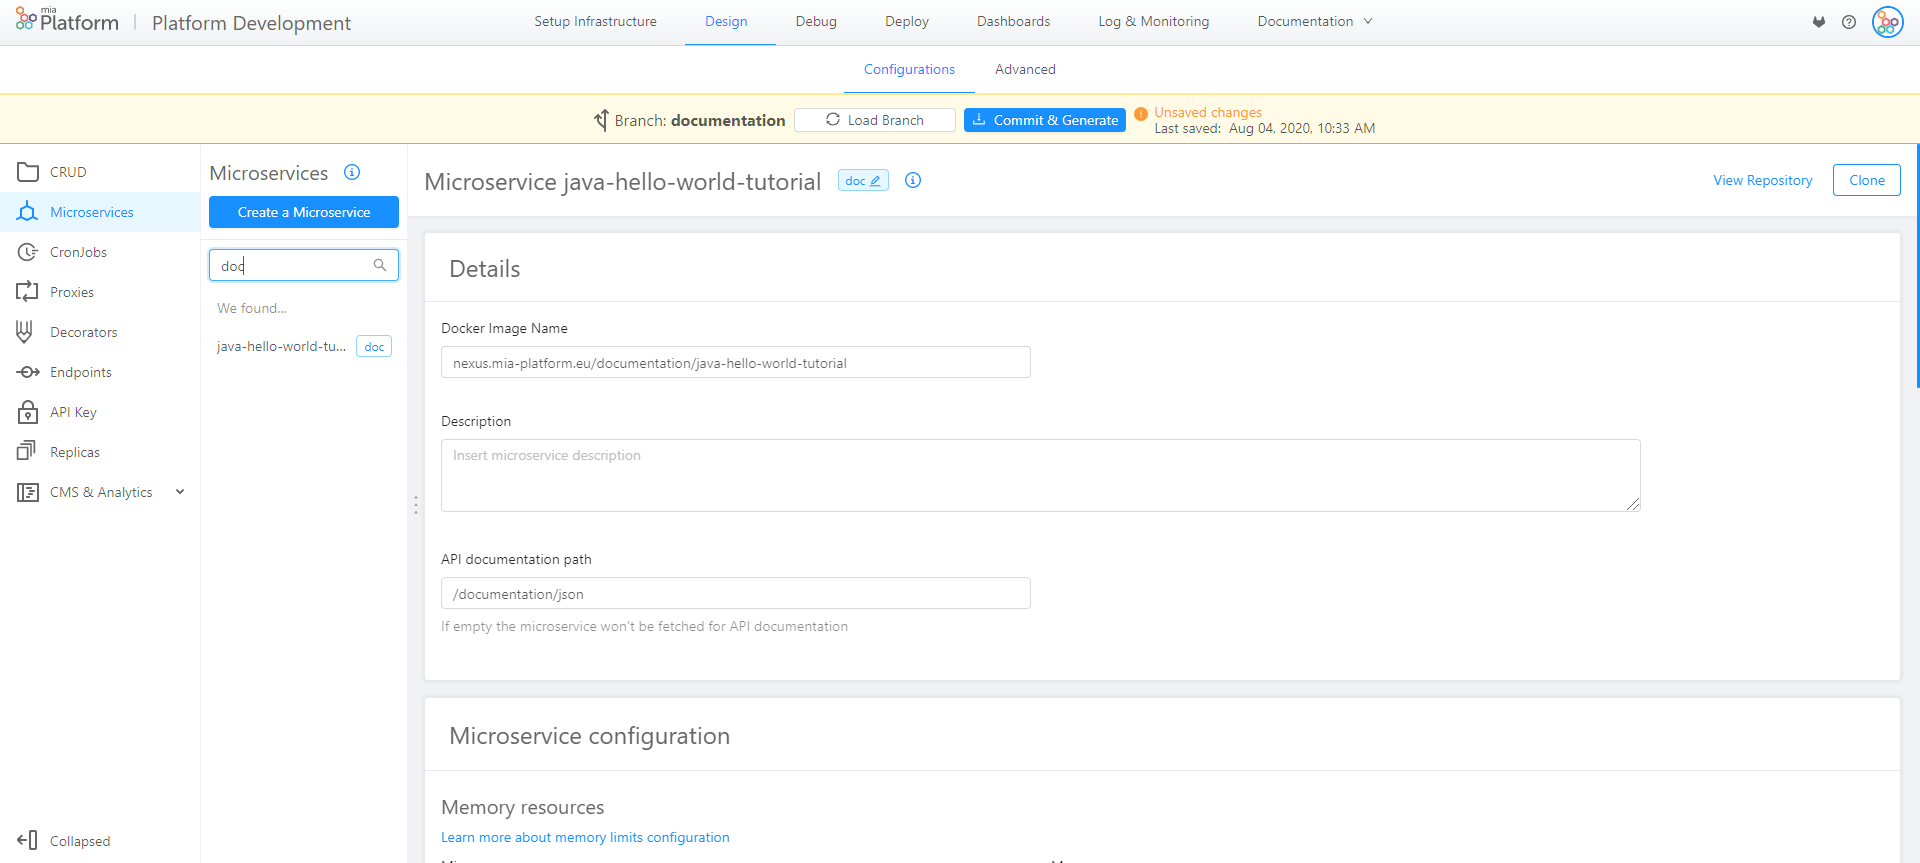 mia
Platform
Platform Development
Setup Infrastructure
Design
Debug
Deploy
Dashboards
Log & Monitoring
Documentation
Configurations
Advanced
Branch: documentation
Load Branch
Commit & Generate
Unsaved changes
Last saved: Aug 04, 2020, 10:33 AM
CRUD
Microservices
CronJobs
Proxies
Decorators
Endpoints
API Key
Replicas
CMS & Analytics
Collapsed
Microservices
Create a Microservice
doc
We found...
java-hello-world-tu... doc
Microservice java-hello-world-tutorial
doc
View Repository
Clone
Details
Docker Image Name
nexus.mia-platform.eu/documentation/java-hello-world-tutorial
Description
Insert microservice description
API documentation path
/documentation/json
If empty the microservice won't be fetched for API documentation
Microservice configuration
Memory resources
Learn more about memory limits configuration